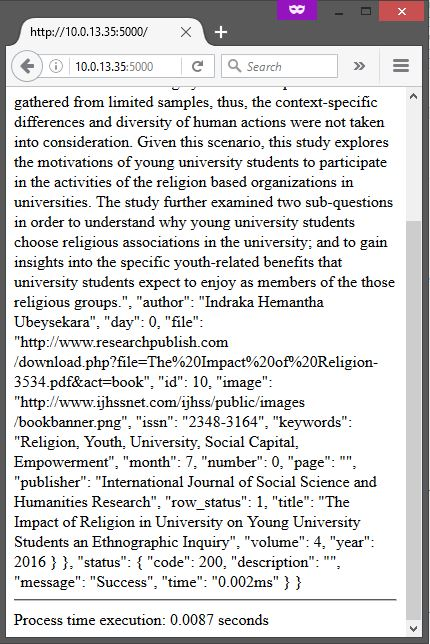 http://10.0.13.35:5000/
10.0.13.35:5000
Search
gathered from limited samples, thus, the context-specific
differences and diversity of human actions were not taken
into consideration. Given this scenario, this study explores
the motivations of young university students to participate
in the activities of the religion based organizations in
universities. The study further examined two sub-questions
in order to understand why young university students
choose religious associations in the university; and to gain
insights into the specific youth-related benefits that
university students expect to enjoy as members of the those
religious groups.", "author": "Indraka Hemantha
Ubeysekara", "day": 0, "file":
"http://www.researchpublish.com
/download.php?file=The%20Impact%20of%20Religion-
3534.pdf&act=book", "id": 10, "image":
"http://www.ijhssnet.com/ijhss/public/images
/bookbanner.png", "issn": "2348-3164", "keywords":
"Religion, Youth, University, Social Capital,
Empowerment", "month": 7, "number": 0, "page": "",
"publisher": "International Journal of Social Science and
Humanities Research", "row_status": 1, "title": "The
Impact of Religion in University on Young University
Students an Ethnographic Inquiry", "volume": 4, "year":
2016 } }, "status": { "code": 200, "description": "",
"message": "Success", "time": "0.002ms" } }
Process time execution: 0.0087 seconds